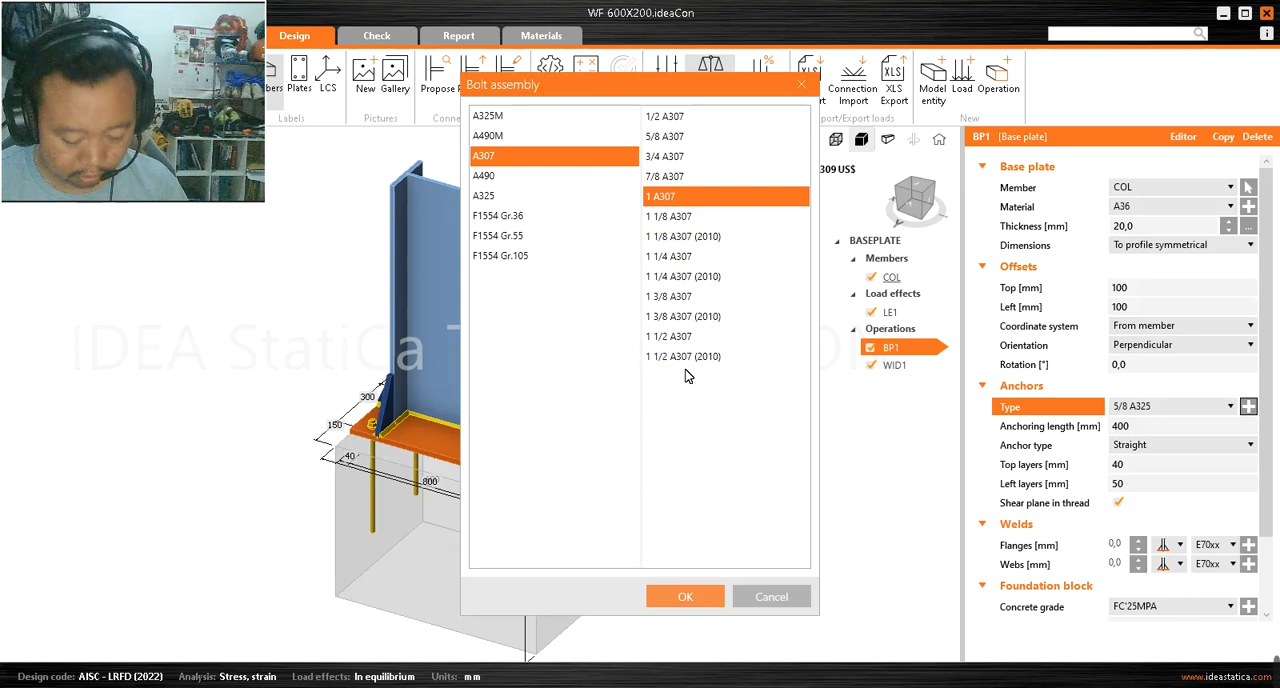 WF 600X200.ideaCon
Design
Check
Report
Materials
Plates
LCS
New
Gallery
Connection Import
XLS Export
Model entity
Load
Operation
Labels
Pictures
New
Bolt assembly
A325M
A490M
A307
A490
A325
F1554 Gr.36
F1554 Gr.55
F1554 Gr.105
1/2 A307
5/8 A307
3/4 A307
7/8 A307
1 A307
1 1/8 A307
1 1/8 A307 (2010)
1 1/4 A307
1 1/4 A307 (2010)
1 3/8 A307
1 3/8 A307 (2010)
1 1/2 A307
1 1/2 A307 (2010)
OK
Cancel
309 US$
300
150
40
800
BASEPLATE
Members
COL
Load effects
LE1
Operations
BP1
WID1
BP1 [Base plate]
Editor
Copy
Delete
Base plate
Member COL
Material A36
Thickness [mm] 20,0
Dimensions To profile symmetrical
Offsets
Top [mm] 100
Left [mm] 100
Coordinate system From member
Orientation Perpendicular
Rotation [°] 0,0
Anchors
Type 5/8 A325
Anchoring length [mm] 400
Anchor type Straight
Top layers [mm] 40
Left layers [mm] 50
Shear plane in thread
Welds
Flanges [mm] 0,0 E70xx
Webs [mm] 0,0 E70xx
Foundation block
Concrete grade FC'25MPA
IDEA StatiCa
Design code: AISC - LRFD (2022) Analysis: Stress, strain Load effects: In equilibrium Units: mm
www.ideastatica.com